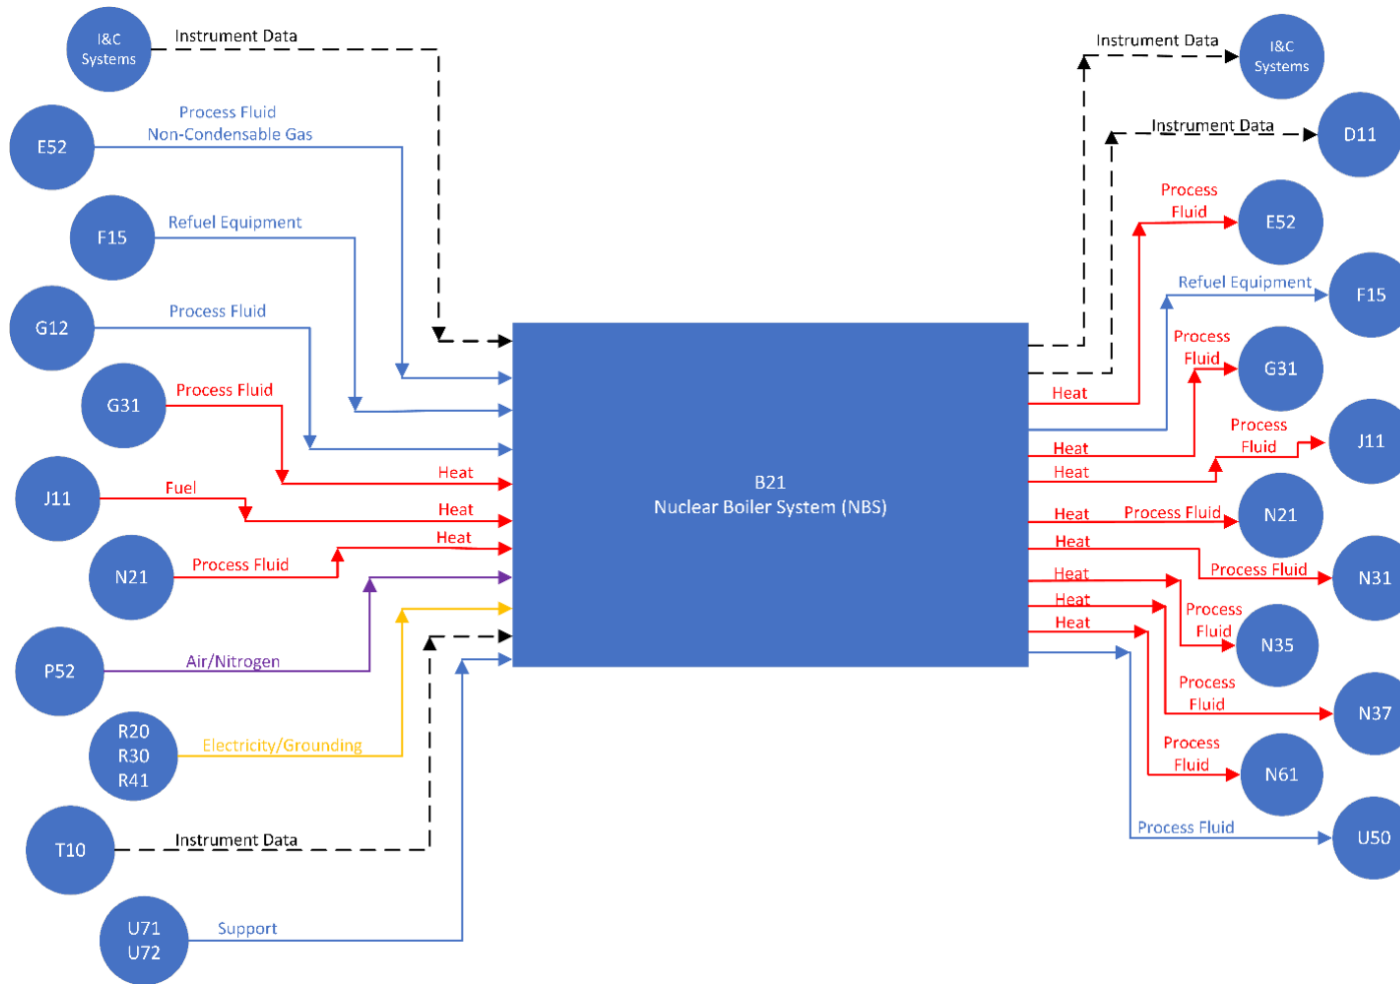 I&C
Systems
Instrument Data
E52
Process Fluid
Non-Condensable Gas
F15
Refuel Equipment
G12
Process Fluid
G31
Process Fluid
Heat
J11
Fuel
Heat
N21
Process Fluid
Heat
P52
Air/Nitrogen
R20
R30
R41
Electricity/Grounding
T10
Instrument Data
U71
U72
Support
B21
Nuclear Boiler System (NBS)
Instrument Data
I&C
Systems
Instrument Data
D11
Heat
Process
Fluid
E52
Refuel Equipment
F15
Heat
Process
Fluid
G31
Heat
Process
Fluid
J11
Heat
Process Fluid
N21
Heat
Process Fluid
N31
Heat
Process
Fluid
N35
Heat
Process
Fluid
N37
Heat
Process
Fluid
N61
Process Fluid
U50